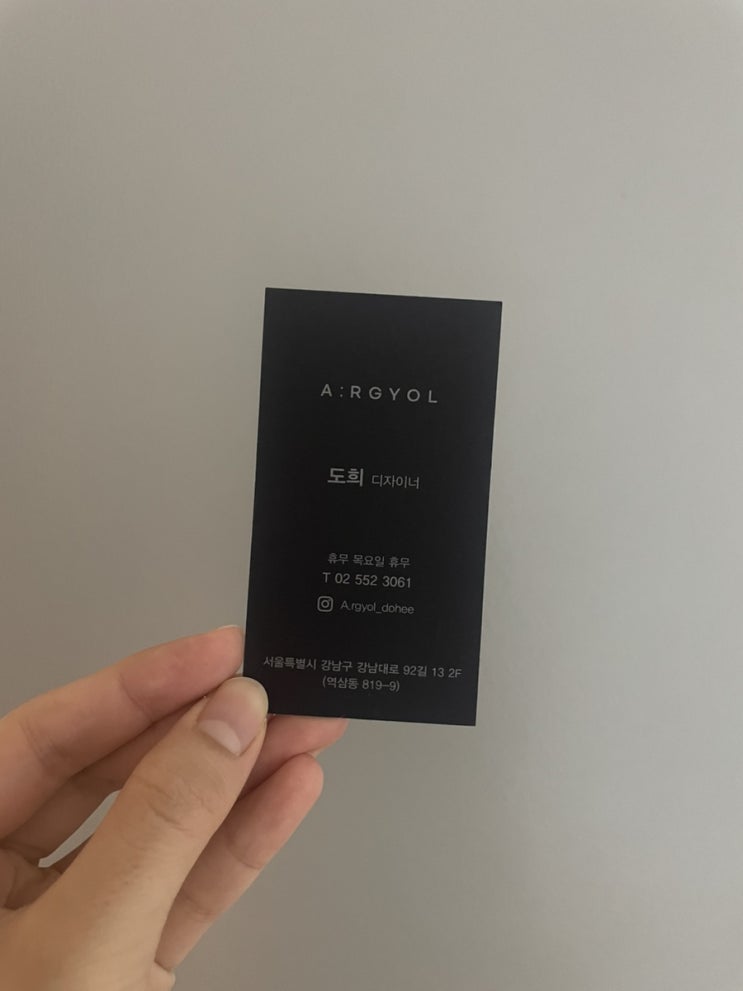 A:RGYOL
도희 디자이너
휴무 목요일 휴무
T 02 552 3061
A.rgyol_dohee
서울특별시 강남구 강남대로 92길 13 2F
(역삼동 819-9)